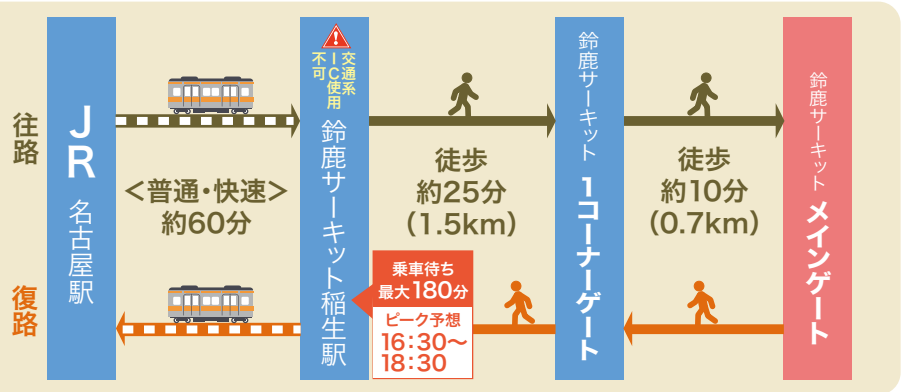 往路
復路
JR 名古屋駅
<普通・快速>
約60分
交通系
IC使用
不可
鈴鹿サーキット稲生駅
徒歩
約25分
(1.5km)
乗車待ち
最大180分
ピーク予想
16:30〜
18:30
鈴鹿サーキット 1コーナーゲート
徒歩
約10分
(0.7km)
鈴鹿サーキット メインゲート